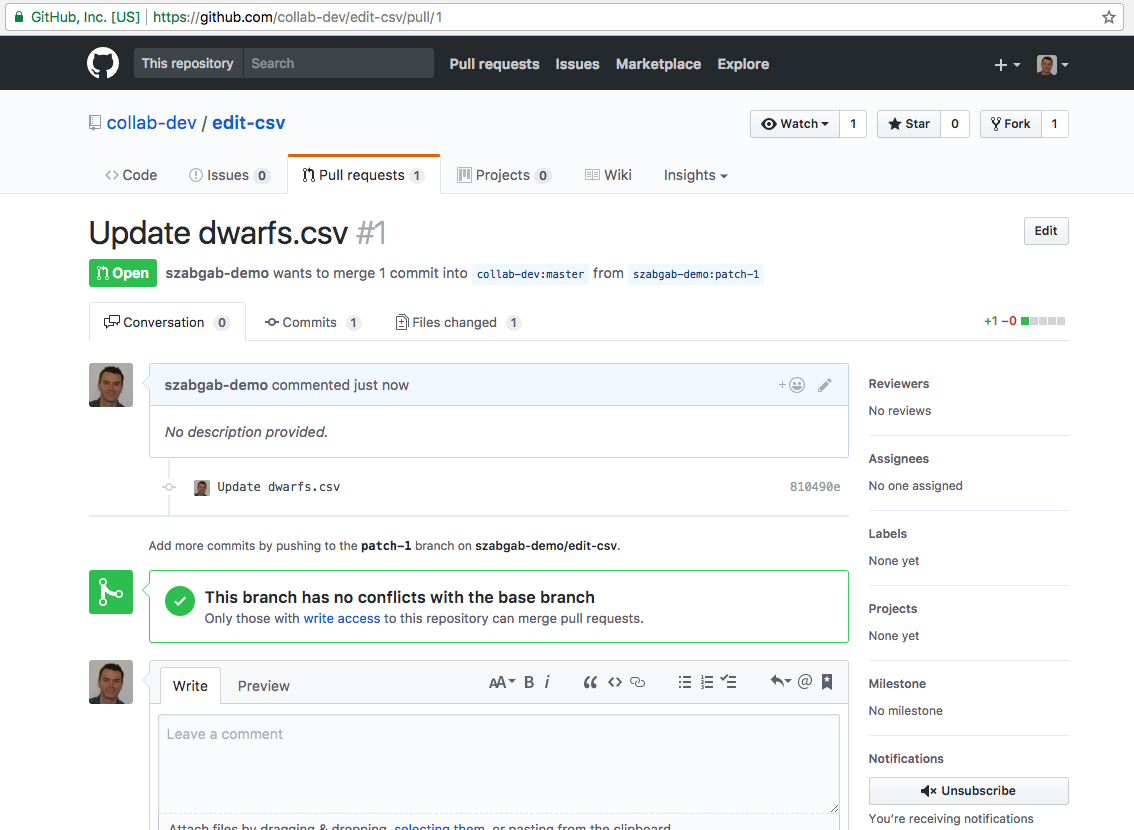 GitHub, Inc. [US] | https://github.com/collab-dev/edit-csv/pull/1
This repository Search Pull requests Issues Marketplace Explore
collab-dev / edit-csv
Watch 1 Star 0 Fork 1
Code Issues 0 Pull requests 1 Projects 0 Wiki Insights
Update dwarfs.csv #1
Edit
Open szabgab-demo wants to merge 1 commit into collab-dev:master from szabgab-demo:patch-1
Conversation 0 Commits 1 Files changed 1
+1 −0
szabgab-demo commented just now
No description provided.
Update dwarfs.csv 810490e
Add more commits by pushing to the patch-1 branch on szabgab-demo/edit-csv.
This branch has no conflicts with the base branch
Only those with write access to this repository can merge pull requests.
Write Preview
AA B i
Leave a comment
Attach files by dragging & dropping, selecting them, or pasting from the clipboard.
Reviewers
No reviews
Assignees
No one assigned
Labels
None yet
Projects
None yet
Milestone
No milestone
Notifications
Unsubscribe
You're receiving notifications